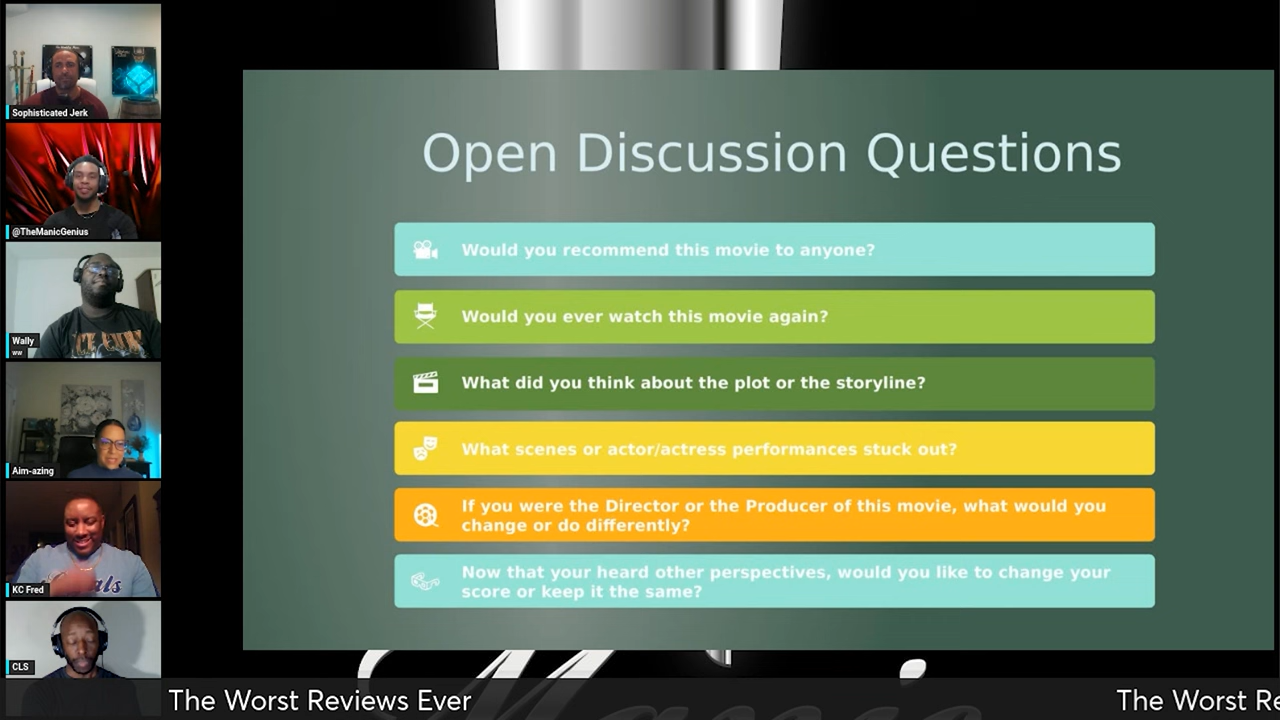 Sophisticated Jerk
@TheManicGenius
Wally
ww
Aim-azing
KC Fred
als
CLS
Open Discussion Questions
Would you recommend this movie to anyone?
Would you ever watch this movie again?
What did you think about the plot or the storyline?
What scenes or actor/actress performances stuck out?
If you were the Director or the Producer of this movie, what would you
change or do differently?
Now that your heard other perspectives, would you like to change your
score or keep it the same?
The Worst Reviews Ever
The Worst Re